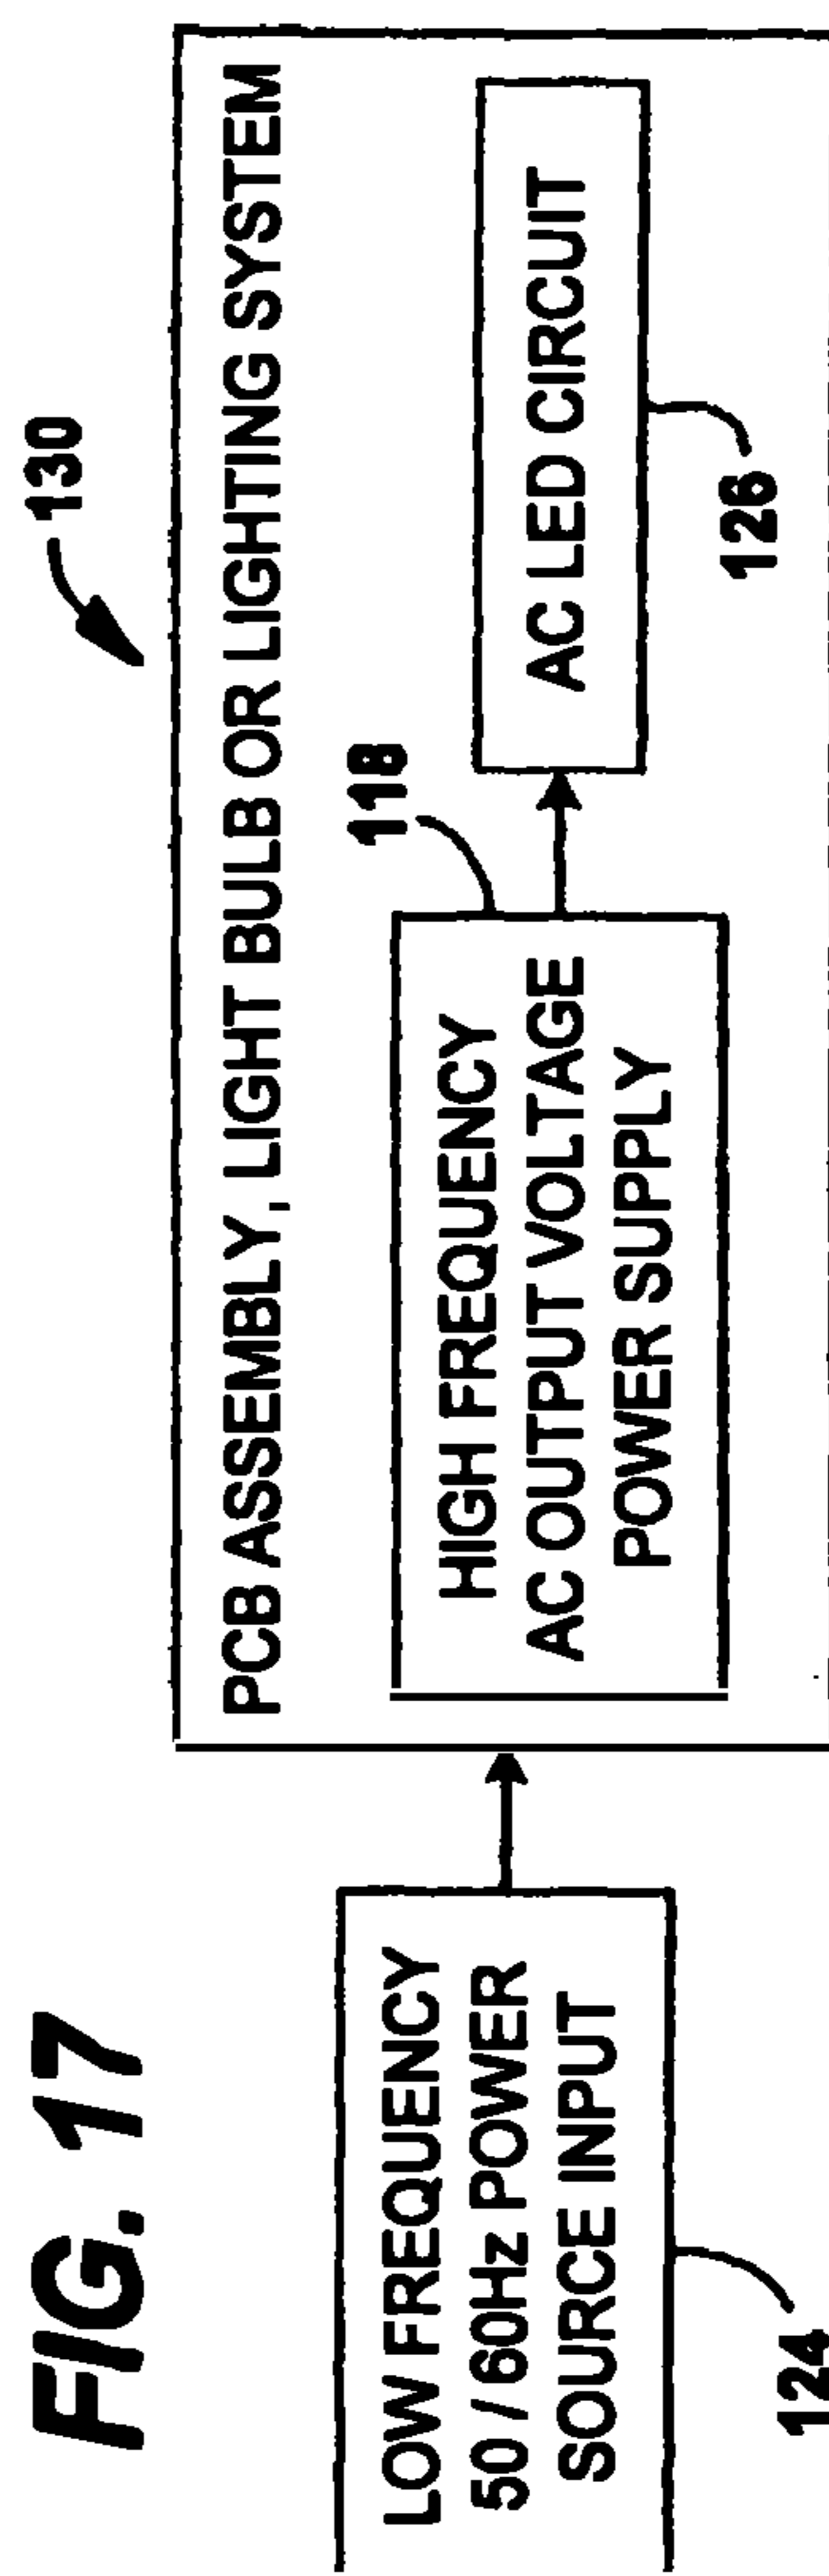 FIG. 17
130
PCB ASSEMBLY, LIGHT BULB OR LIGHTING SYSTEM
LOW FREQUENCY
50 / 60Hz POWER
SOURCE INPUT
124
HIGH FREQUENCY
AC OUTPUT VOLTAGE
POWER SUPPLY
118
AC LED CIRCUIT
126